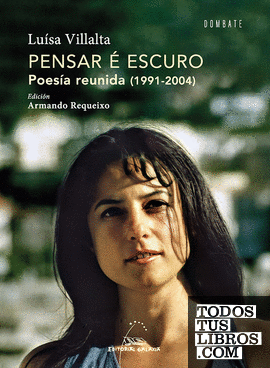 DOMBATE
Luísa Villalta
PENSAR É ESCURO
Poesía reunida (1991-2004)
Edición
Armando Requeixo
EDITORIAL GALAXIA
TODOS
TUS
LIBROS
.COM